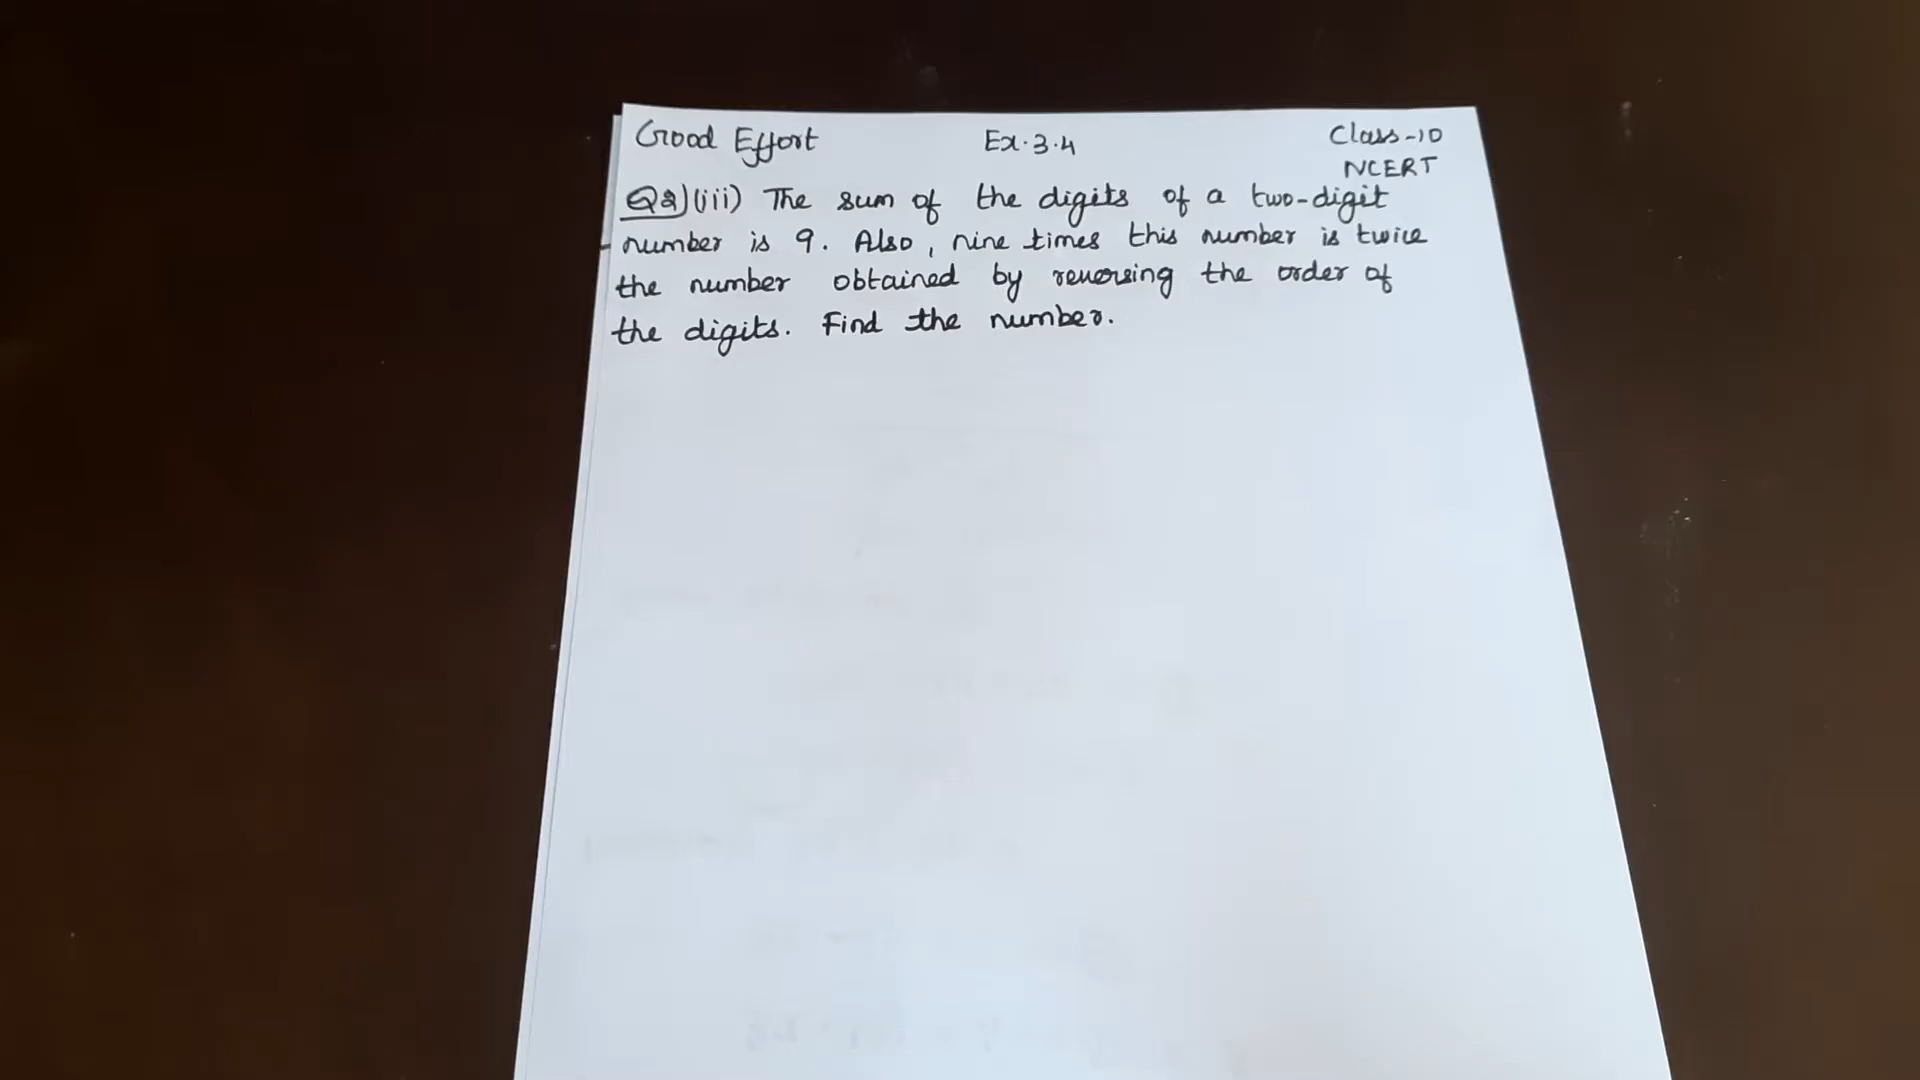 Good Effort Ex.3.4 Class-10
NCERT
Q2)(iii) The sum of the digits of a two-digit
number is 9. Also, nine times this number is twice
the number obtained by reversing the order of
the digits. Find the number.